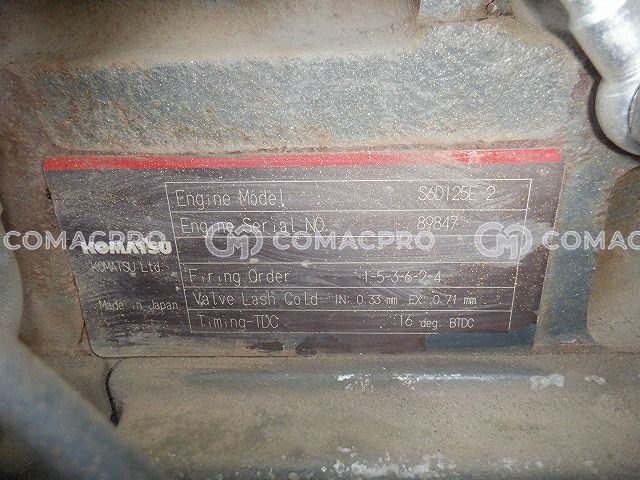 Engine Model S6D125E-2
Engine Serial NO. 89847
COMACPRO COMACPRO COMACPRO
KOMATSU
KOMATSU Ltd.
Firing Order 1-5-3-6-2-4
Made in Japan
Valve Lash Cold IN: 0.33 mm EX: 0.71 mm
Timing-TDC 16 deg. BTDC